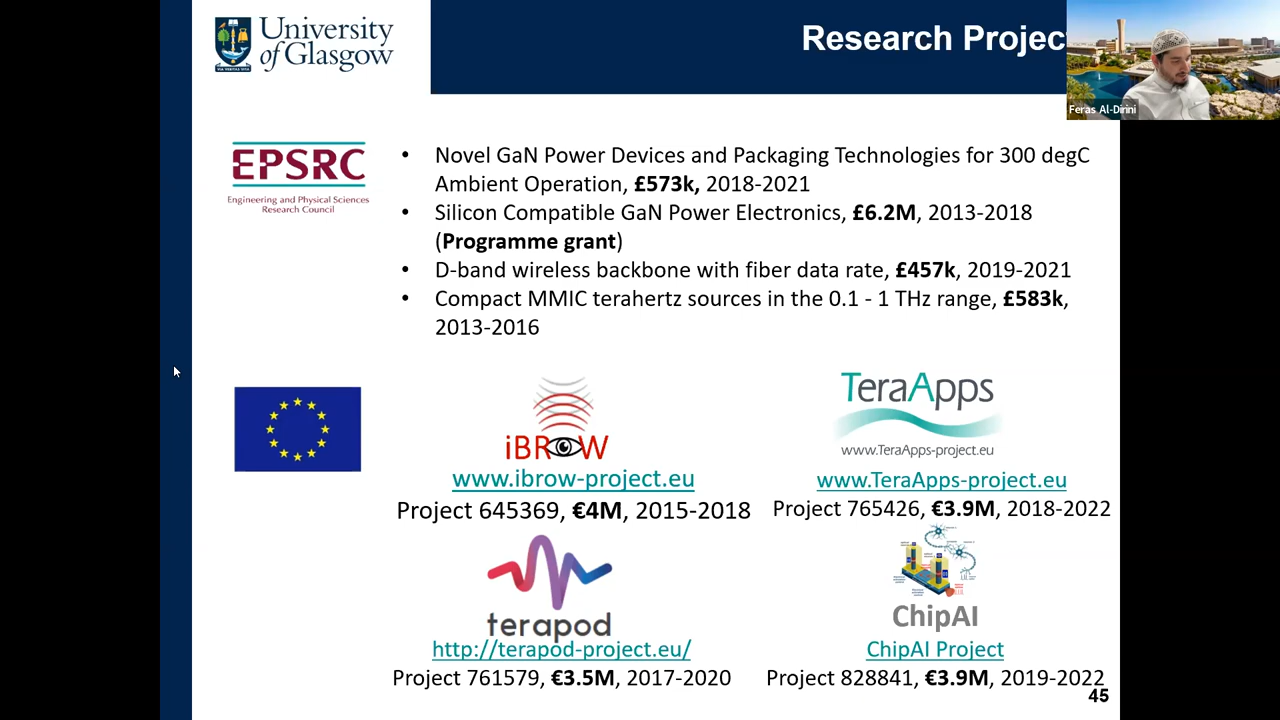 University
of Glasgow
Research Projec
Feras Al-Dirini
EPSRC
Engineering and Physical Sciences
Research Council
• Novel GaN Power Devices and Packaging Technologies for 300 degC
Ambient Operation, £573k, 2018-2021
• Silicon Compatible GaN Power Electronics, £6.2M, 2013-2018
(Programme grant)
• D-band wireless backbone with fiber data rate, £457k, 2019-2021
• Compact MMIC terahertz sources in the 0.1 - 1 THz range, £583k,
2013-2016
iBROW
www.ibrow-project.eu
Project 645369, €4M, 2015-2018
TeraApps
www.TeraApps-project.eu
www.TeraApps-project.eu
Project 765426, €3.9M, 2018-2022
terapod
http://terapod-project.eu/
Project 761579, €3.5M, 2017-2020
ChipAI
ChipAI Project
Project 828841, €3.9M, 2019-2022
45